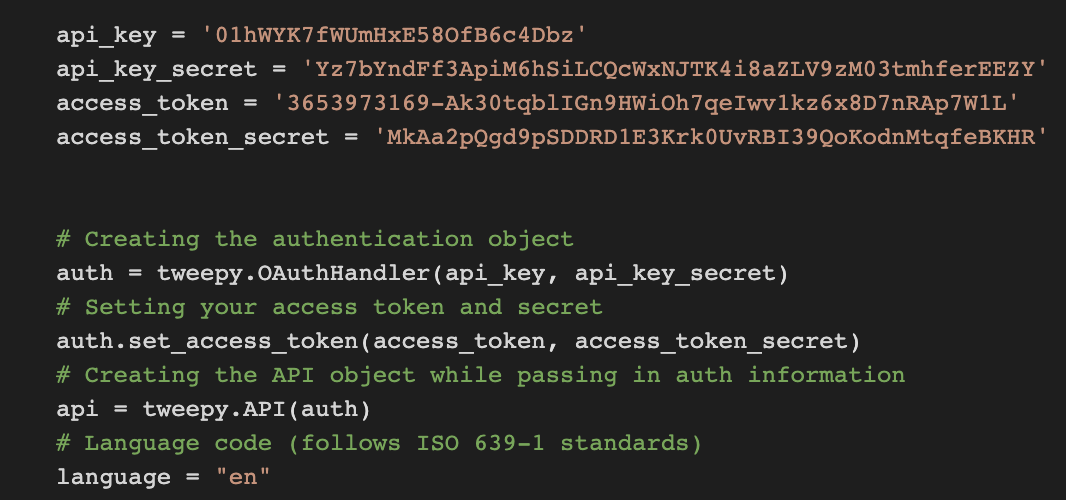 api_key = '01hWYK7fWUmHxE58OfB6c4Dbz'
api_key_secret = 'Yz7bYndFf3ApiM6hSiLCQcWxNJTK4i8aZLV9zM03tmhferEEZY'
access_token = '3653973169-Ak30tqblIGn9HWiOh7qeIwv1kz6x8D7nRAp7W1L'
access_token_secret = 'MkAa2pQgd9pSDDRD1E3Krk0UvRBI39QoKodnMtqfeBKHR'
# Creating the authentication object
auth = tweepy.OAuthHandler(api_key, api_key_secret)
# Setting your access token and secret
auth.set_access_token(access_token, access_token_secret)
# Creating the API object while passing in auth information
api = tweepy.API(auth)
# Language code (follows ISO 639-1 standards)
language = "en"